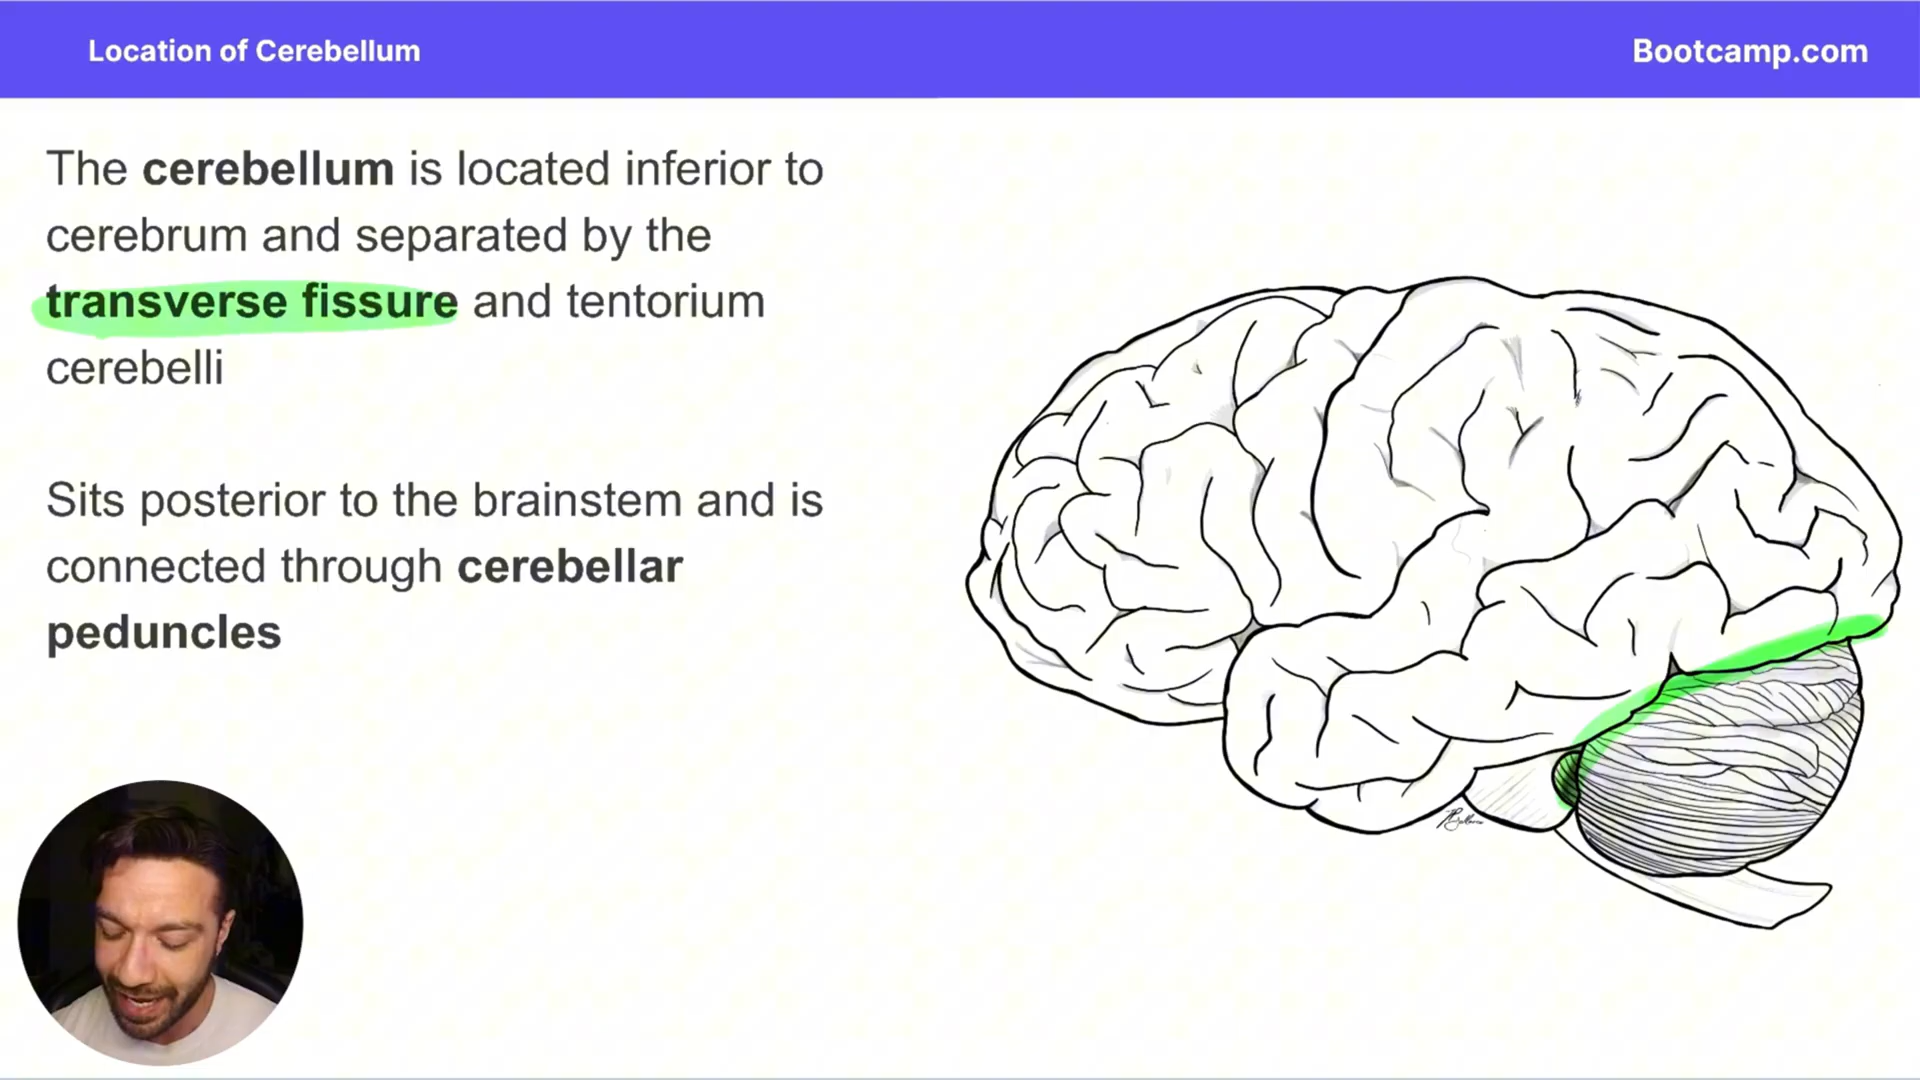 Location of Cerebellum
Bootcamp.com
The cerebellum is located inferior to
cerebrum and separated by the
transverse fissure and tentorium
cerebelli
Sits posterior to the brainstem and is
connected through cerebellar
peduncles